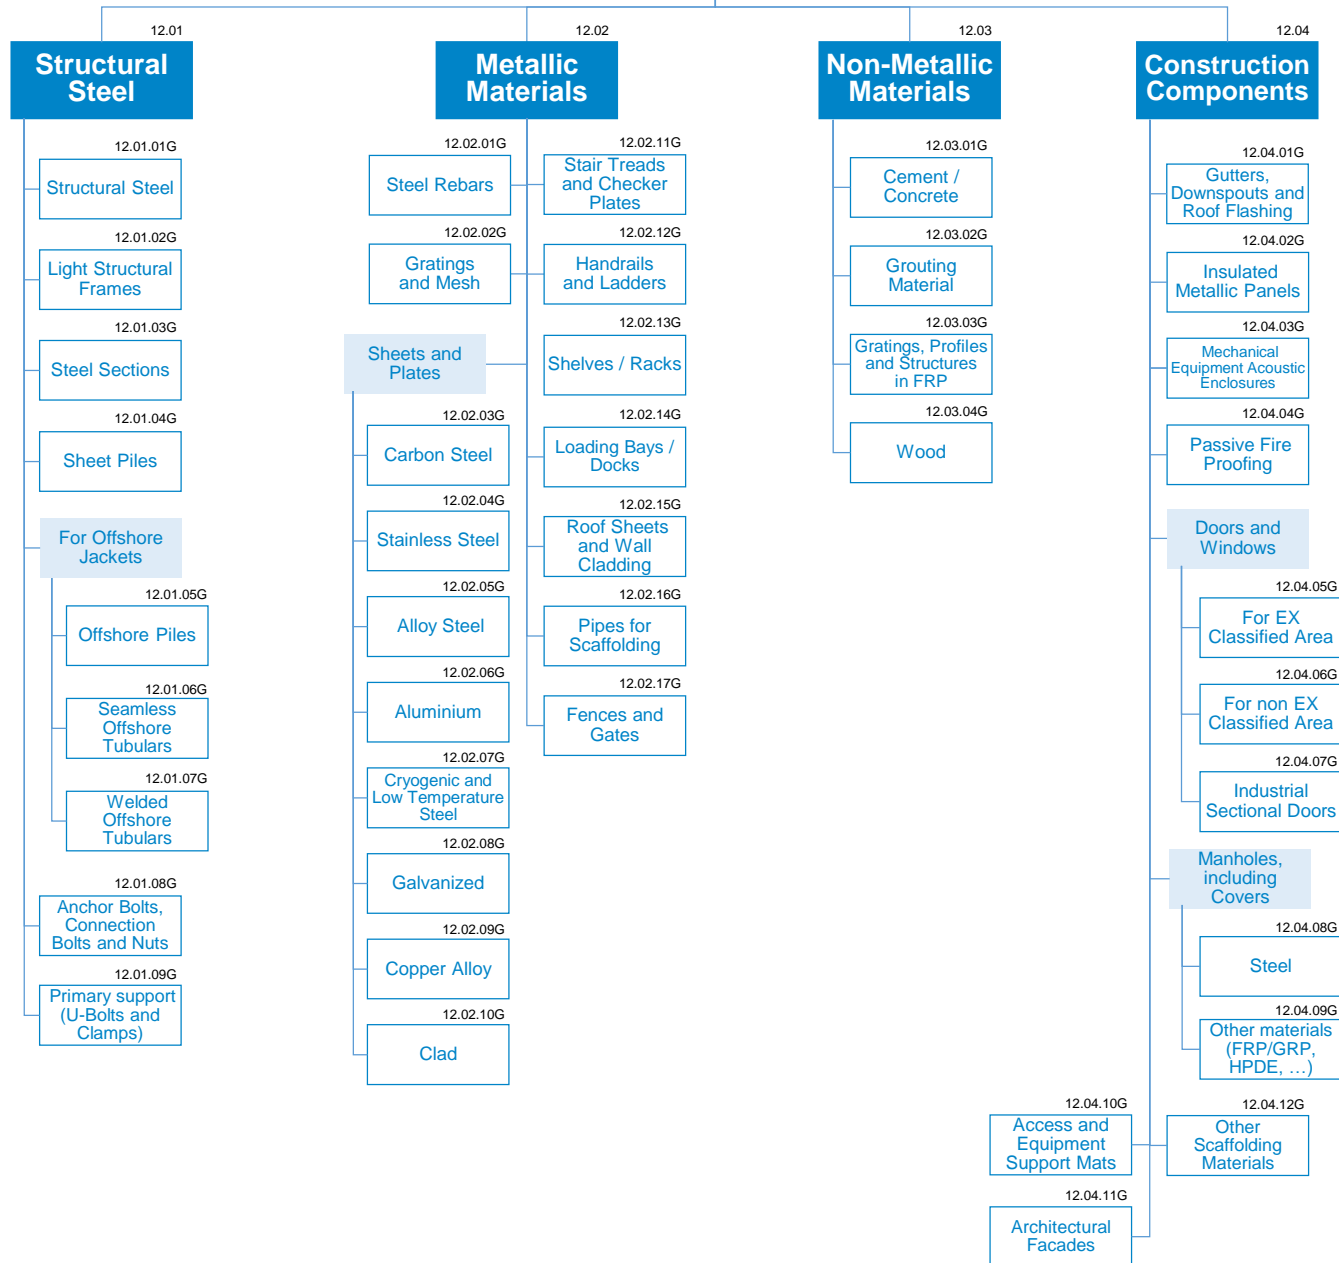 12.01
Structural
Steel
12.01.01G
Structural Steel
12.01.02G
Light Structural
Frames
12.01.03G
Steel Sections
12.01.04G
Sheet Piles
For Offshore
Jackets
12.01.05G
Offshore Piles
12.01.06G
Seamless
Offshore
Tubulars
12.01.07G
Welded
Offshore
Tubulars
12.01.08G
Anchor Bolts,
Connection
Bolts and Nuts
12.01.09G
Primary support
(U-Bolts and
Clamps)
12.02
Metallic
Materials
12.02.01G
Steel Rebars
12.02.02G
Gratings
and Mesh
Sheets and
Plates
12.02.03G
Carbon Steel
12.02.04G
Stainless Steel
12.02.05G
Alloy Steel
12.02.06G
Aluminium
12.02.07G
Cryogenic and
Low Temperature
Steel
12.02.08G
Galvanized
12.02.09G
Copper Alloy
12.02.10G
Clad
12.02.11G
Stair Treads
and Checker
Plates
12.02.12G
Handrails
and Ladders
12.02.13G
Shelves / Racks
12.02.14G
Loading Bays /
Docks
12.02.15G
Roof Sheets
and Wall
Cladding
12.02.16G
Pipes for
Scaffolding
12.02.17G
Fences and
Gates
12.03
Non-Metallic
Materials
12.03.01G
Cement /
Concrete
12.03.02G
Grouting
Material
12.03.03G
Gratings, Profiles
and Structures
in FRP
12.03.04G
Wood
12.04
Construction
Components
12.04.01G
Gutters,
Downspouts and
Roof Flashing
12.04.02G
Insulated
Metallic Panels
12.04.03G
Mechanical
Equipment Acoustic
Enclosures
12.04.04G
Passive Fire
Proofing
Doors and
Windows
12.04.05G
For EX
Classified Area
12.04.06G
For non EX
Classified Area
12.04.07G
Industrial
Sectional Doors
Manholes,
including
Covers
12.04.08G
Steel
12.04.09G
Other materials
(FRP/GRP,
HPDE, …)
12.04.10G
Access and
Equipment
Support Mats
12.04.11G
Architectural
Facades
12.04.12G
Other
Scaffolding
Materials